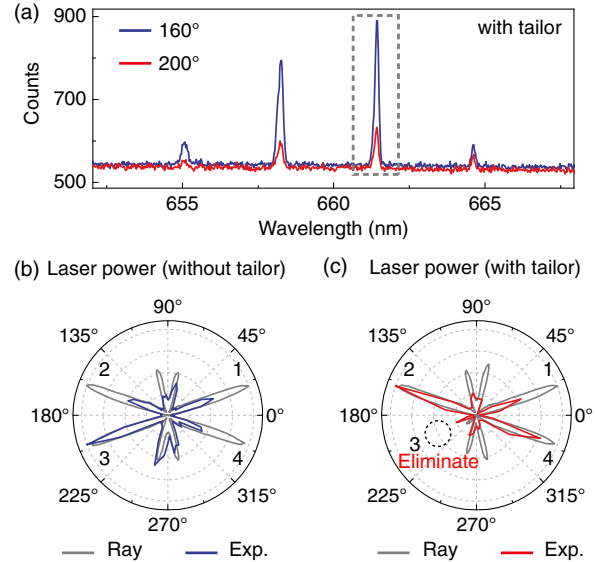 (a)
900
700
500
Counts
160°
200°
with tailor
655
660
665
Wavelength (nm)
(b) Laser power (without tailor)
90°
135°
45°
2
1
180°
0°
3
4
225°
315°
270°
Ray
Exp.
(c) Laser power (with tailor)
90°
135°
45°
2
1
180°
0°
3
4
Eliminate
225°
315°
270°
Ray
Exp.